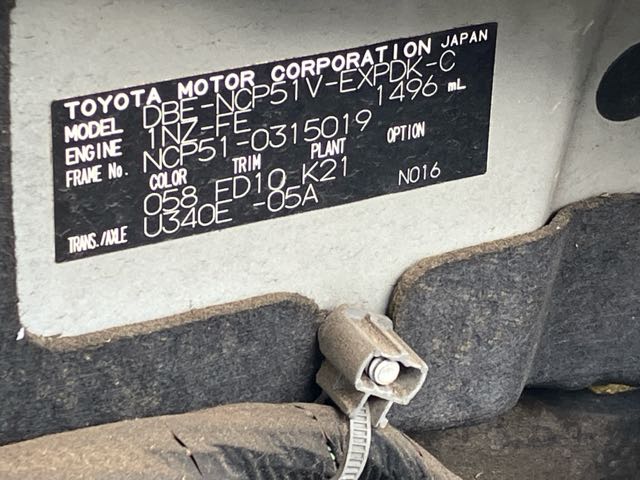 TOYOTA MOTOR CORPORATION JAPAN
MODEL DBE-NCP51V-EXPDK-C
ENGINE 1NZ-FE 1496 mL
FRAME No. NCP51-0315019
COLOR TRIM PLANT OPTION
058 FD10 K21 N016
TRANS./AXLE U340E -05A